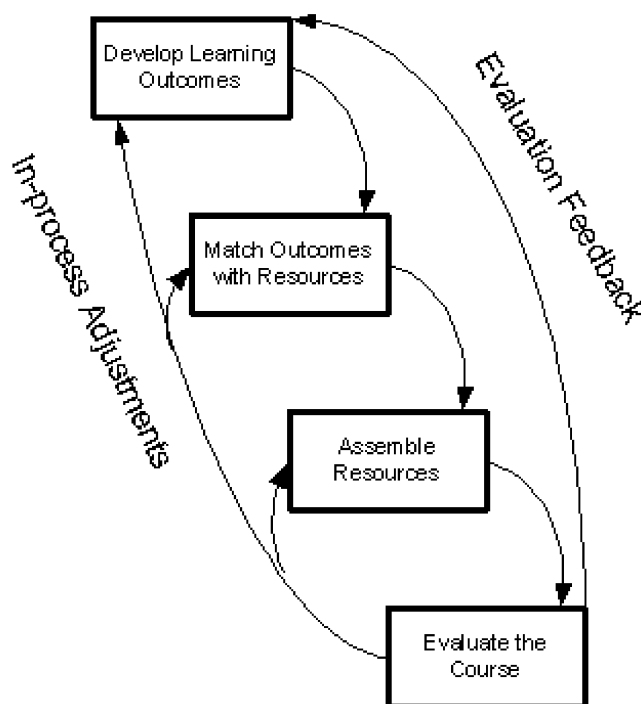 Develop Learning
Outcomes
Evaluation Feedback
In-process Adjustments
Match Outcomes
with Resources
Assemble
Resources
Evaluate the
Course